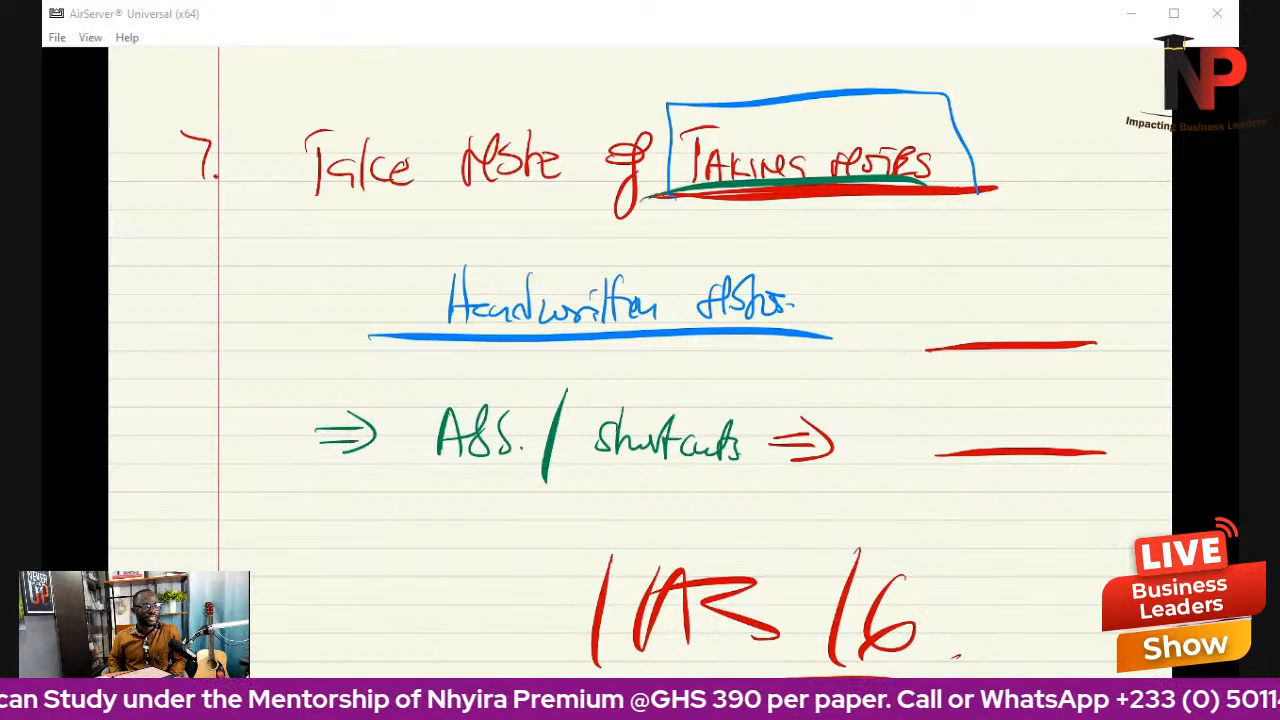 AirServer® Universal (x64)
File View Help
NP
Impacting Business Leaders
7. Take Note of TAKING NOTES
Handwritten Notes.
⇒ Abb. / Shortcuts ⇒
IAS 16
LIVE
Business
Leaders
Show
can Study under the Mentorship of Nhyira Premium @GHS 390 per paper. Call or WhatsApp +233 (0) 5011